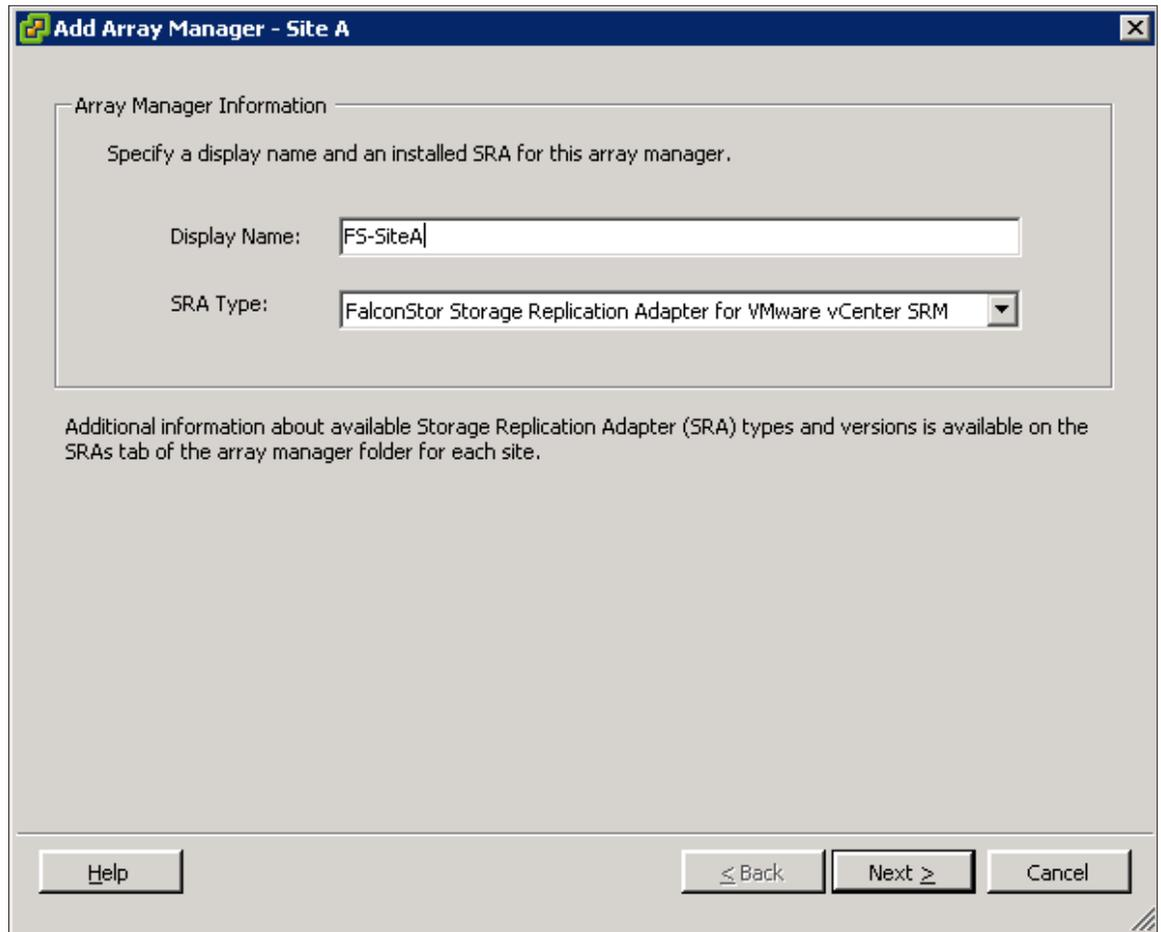 Add Array Manager - Site A
Array Manager Information
Specify a display name and an installed SRA for this array manager.
Display Name:
FS-SiteA
SRA Type:
FalconStor Storage Replication Adapter for VMware vCenter SRM
Additional information about available Storage Replication Adapter (SRA) types and versions is available on the
SRAs tab of the array manager folder for each site.
Help
< Back
Next >
Cancel